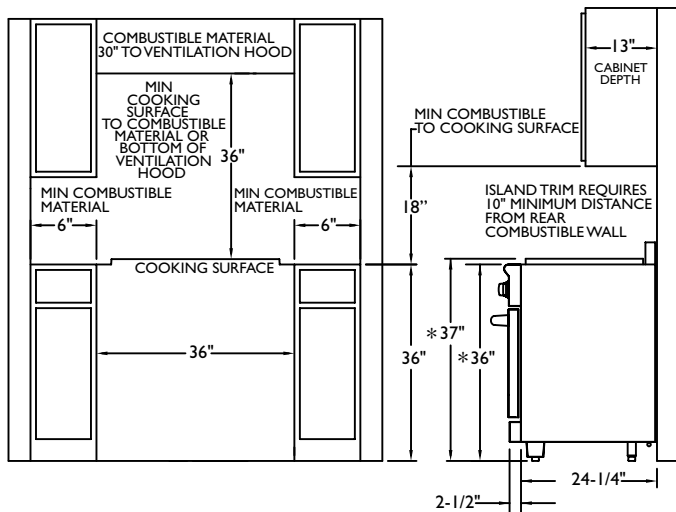 COMBUSTIBLE MATERIAL
30" TO VENTILATION HOOD
MIN
COOKING
SURFACE
TO COMBUSTIBLE
MATERIAL OR
BOTTOM OF
VENTILATION
HOOD
36"
MIN COMBUSTIBLE
MATERIAL
6"
MIN COMBUSTIBLE
MATERIAL
6"
COOKING SURFACE
36"
13"
CABINET
DEPTH
MIN COMBUSTIBLE
TO COOKING SURFACE
18”
ISLAND TRIM REQUIRES
10" MINIMUM DISTANCE
FROM REAR
COMBUSTIBLE WALL
36"
*37"
*36"
24-1/4"
2-1/2"